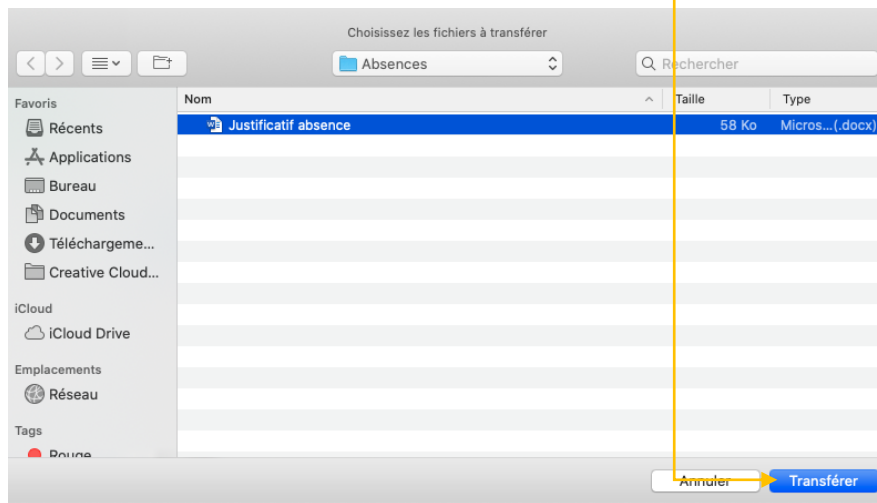 Choisissez les fichiers à transférer
Absences
Rechercher
Favoris
Récents
Applications
Bureau
Documents
Téléchargeme...
Creative Cloud...
iCloud
iCloud Drive
Emplacements
Réseau
Tags
Rouge
Nom Taille Type
Justificatif absence 58 Ko Micros...(.docx)
Annuler Transférer